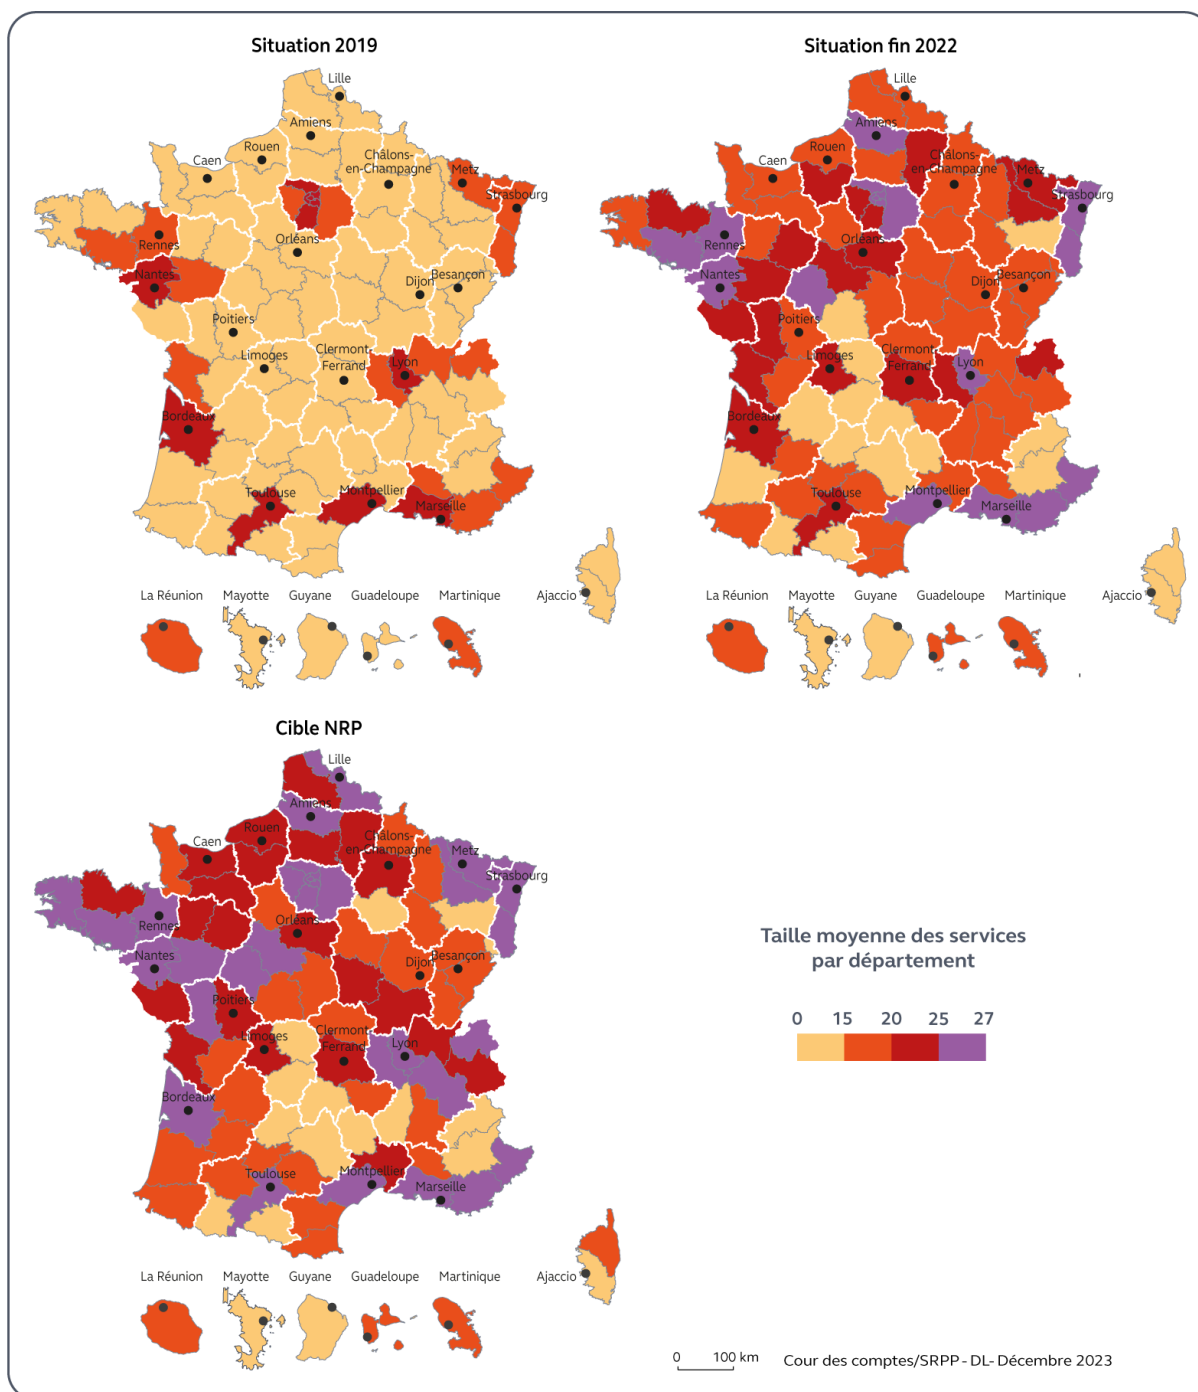 Situation 2019
Lille
Amiens
Rouen
Caen
Châlons-
en-Champagne
Metz
Strasbourg
Rennes
Orléans
Nantes
Dijon
Besançon
Poitiers
Limoges
Clermont
Ferrand
Lyon
Bordeaux
Toulouse
Montpellier
Marseille
Ajaccio
La Réunion
Mayotte
Guyane
Guadeloupe
Martinique
Situation fin 2022
Lille
Amiens
Rouen
Caen
Châlons-
en-Champagne
Metz
Strasbourg
Rennes
Orléans
Nantes
Dijon
Besançon
Poitiers
Limoges
Clermont
Ferrand
Lyon
Bordeaux
Toulouse
Montpellier
Marseille
Ajaccio
La Réunion
Mayotte
Guyane
Guadeloupe
Martinique
Cible NRP
Lille
Amiens
Rouen
Caen
Châlons-
en-Champagne
Metz
Strasbourg
Rennes
Orléans
Nantes
Dijon
Besançon
Poitiers
Limoges
Clermont
Ferrand
Lyon
Bordeaux
Toulouse
Montpellier
Marseille
Ajaccio
La Réunion
Mayotte
Guyane
Guadeloupe
Martinique
Taille moyenne des services
par département
0 15 20 25 27
0 100 km
Cour des comptes/SRPP - DL- Décembre 2023